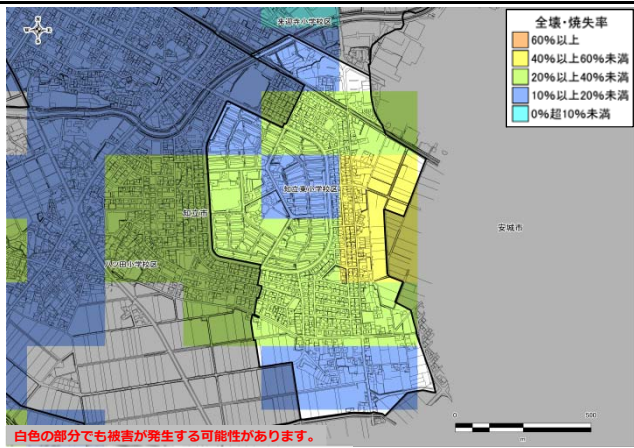 来迎寺小学校区
全壊・焼失率
60%以上
40%以上60%未満
20%以上40%未満
10%以上20%未満
0%超10%未満
知立東小学校区
知立市
安城市
八ツ田小学校区
0 500
m
白色の部分でも被害が発生する可能性があります。